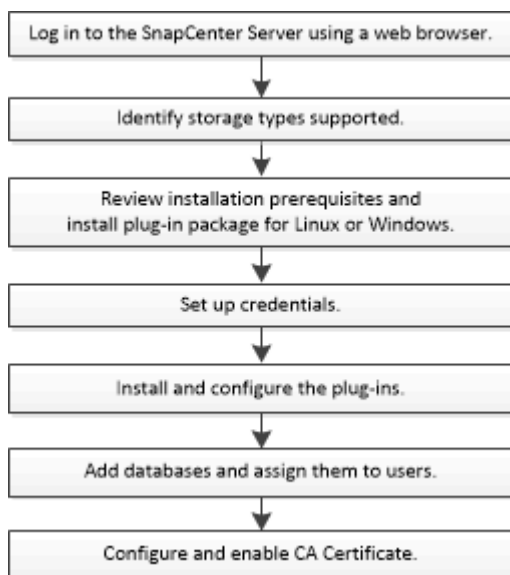 Log in to the SnapCenter Server using a web browser.
Identify storage types supported.
Review installation prerequisites and
install plug-in package for Linux or Windows.
Set up credentials.
Install and configure the plug-ins.
Add databases and assign them to users.
Configure and enable CA Certificate.